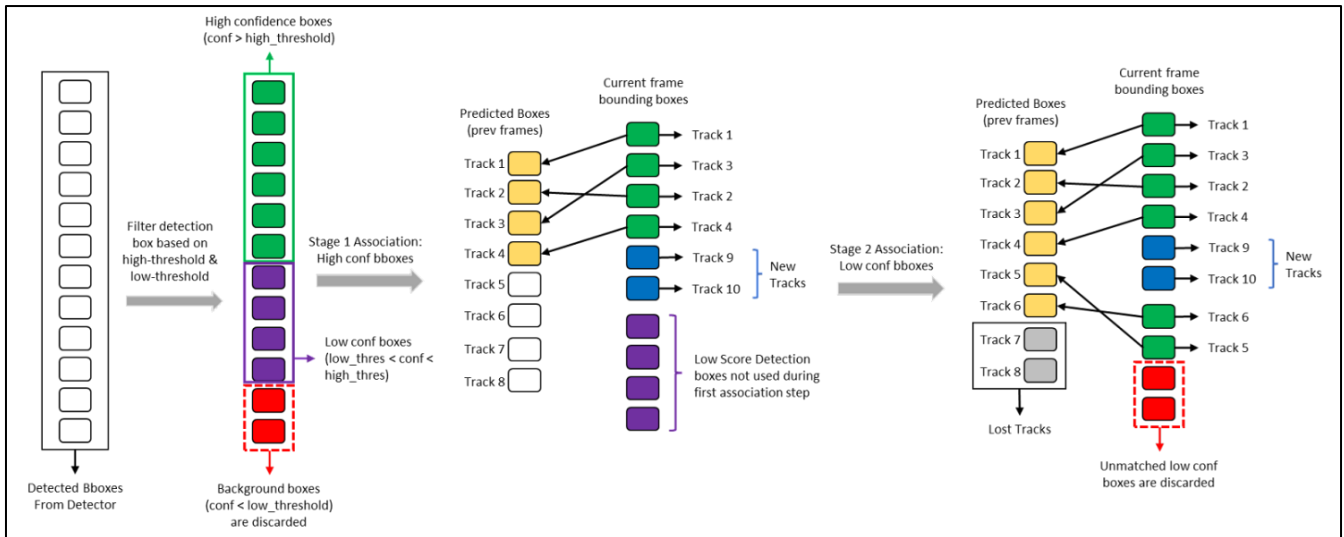 High confidence boxes
(conf > high_threshold)
Detected Bboxes
From Detector
Filter detection
box based on
high-threshold &
low-threshold
Low conf boxes
(low_thres < conf <
high_thres)
Background boxes
(conf < low_threshold)
are discarded
Stage 1 Association:
High conf bboxes
Predicted Boxes
(prev frames)
Track 1
Track 2
Track 3
Track 4
Track 5
Track 6
Track 7
Track 8
Current frame
bounding boxes
Track 1
Track 3
Track 2
Track 4
Track 9
Track 10
New
Tracks
Low Score Detection
boxes not used during
first association step
Stage 2 Association:
Low conf bboxes
Predicted Boxes
(prev frames)
Track 1
Track 2
Track 3
Track 4
Track 5
Track 6
Track 7
Track 8
Lost Tracks
Current frame
bounding boxes
Track 1
Track 3
Track 2
Track 4
Track 9
Track 10
New
Tracks
Track 6
Track 5
Unmatched low conf
boxes are discarded